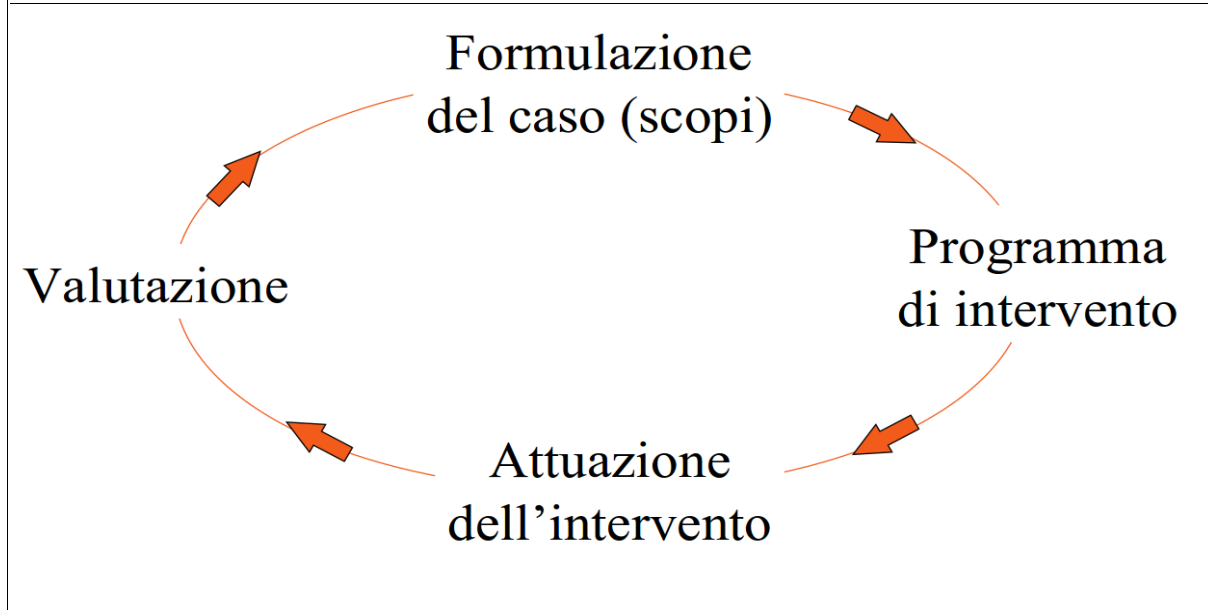 Formulazione
del caso (scopi)
Programma
di intervento
Attuazione
dell’intervento
Valutazione